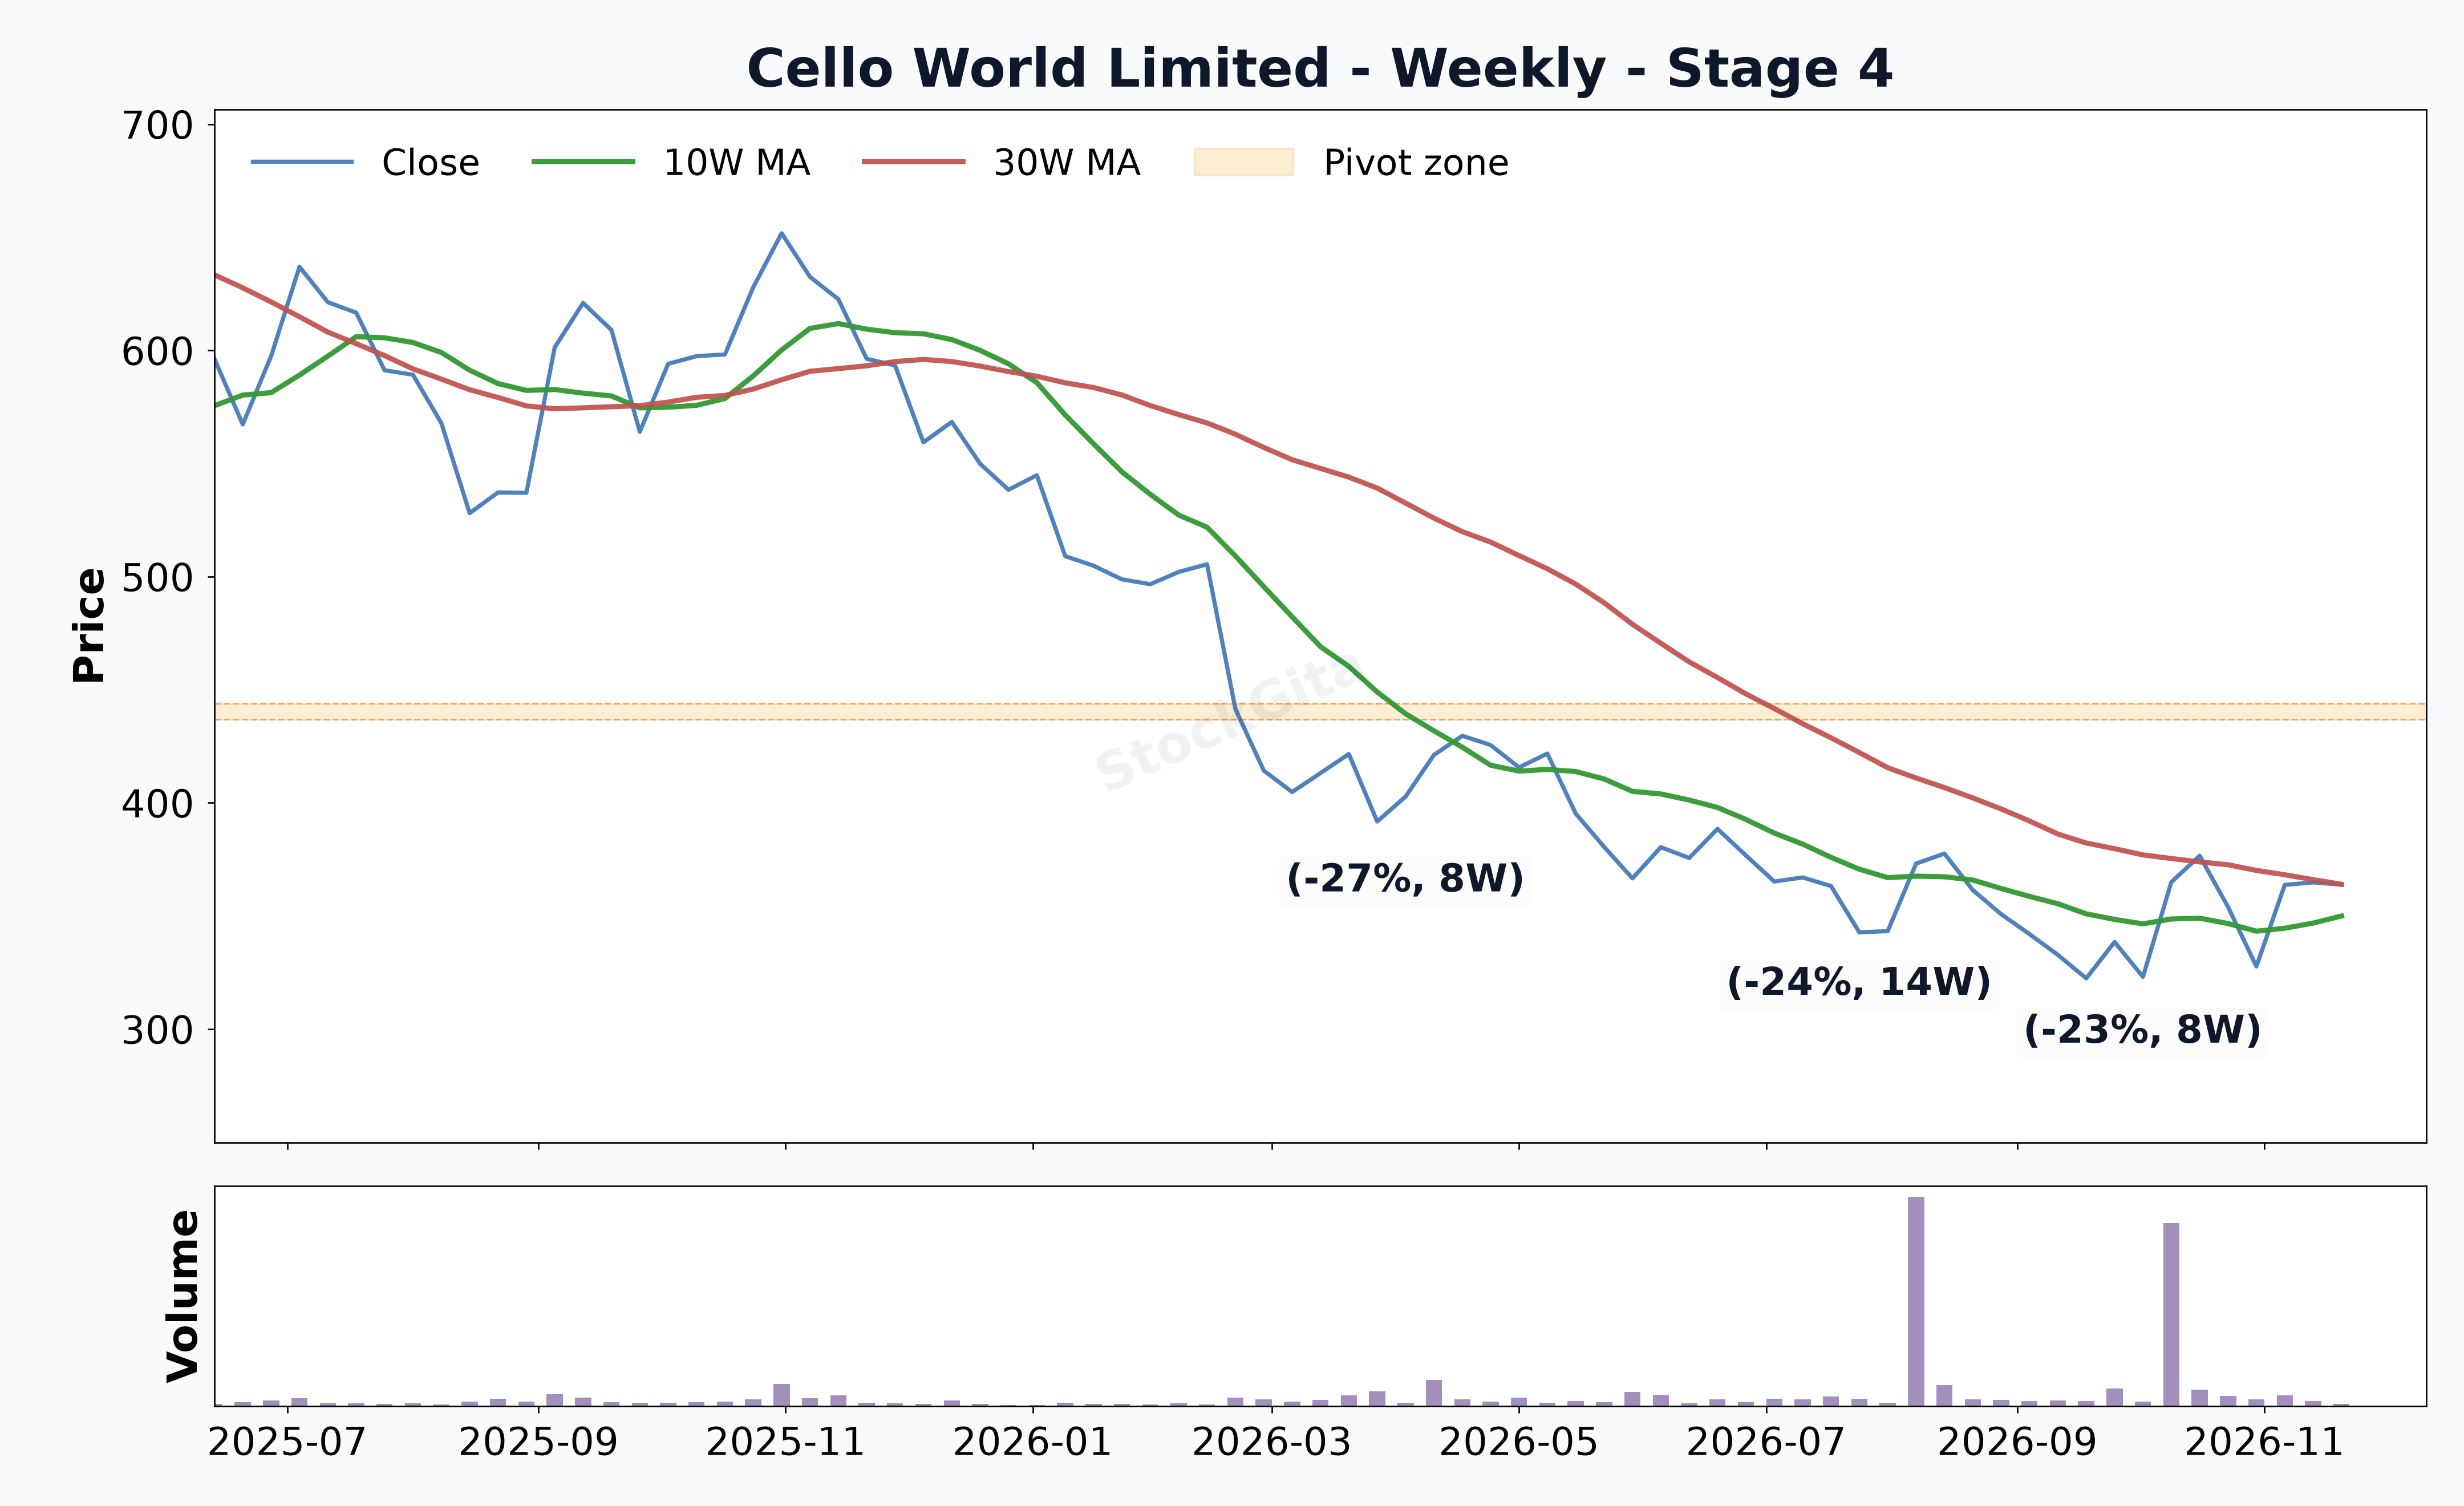 Cello World Limited - Weekly - Stage 4
Close
10W MA
30W MA
Pivot zone
Price
700
600
500
400
300
StockGita
(-27%, 8W)
(-24%, 14W)
(-23%, 8W)
Volume
2025-07
2025-09
2025-11
2026-01
2026-03
2026-05
2026-07
2026-09
2026-11